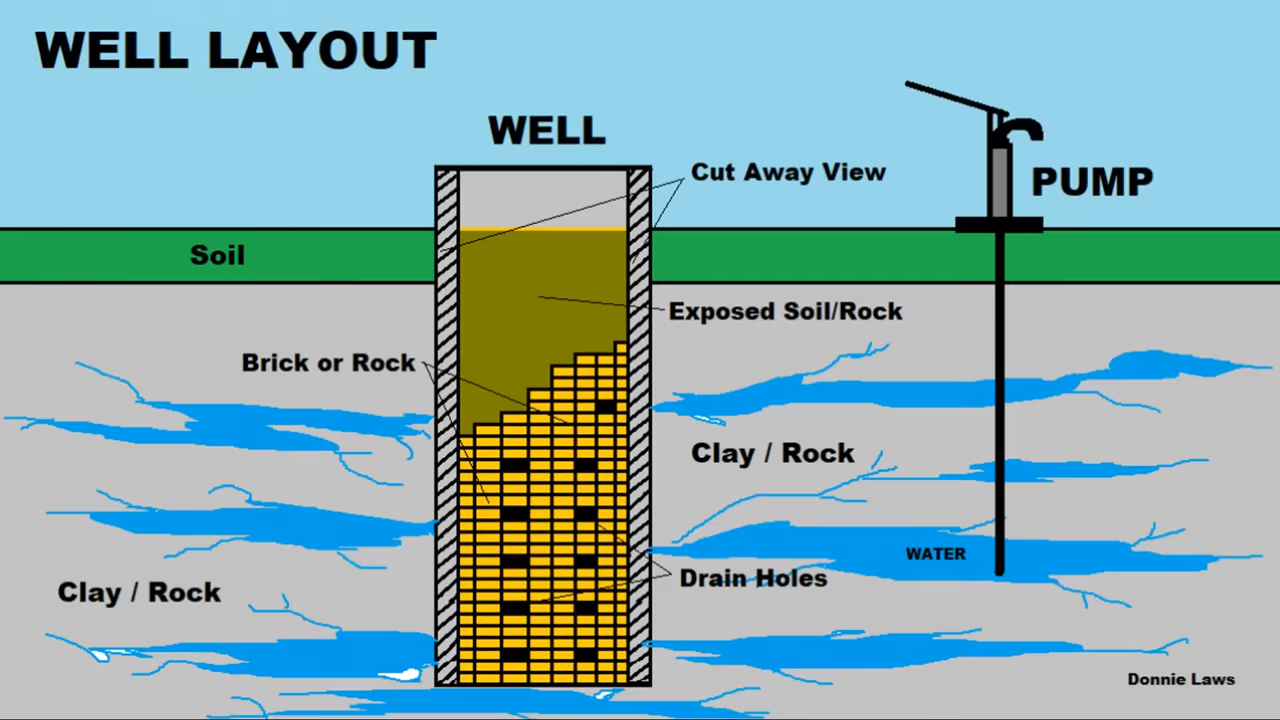 WELL LAYOUT
WELL
Cut Away View
PUMP
Soil
Exposed Soil/Rock
Brick or Rock
Clay / Rock
WATER
Drain Holes
Clay / Rock
Donnie Laws